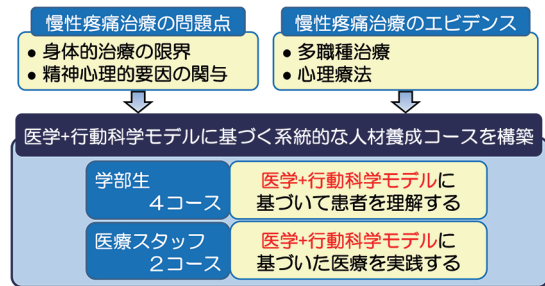 慢性疼痛治療の問題点
● 身体的治療の限界
● 精神心理的要因の関与
慢性疼痛治療のエビデンス
● 多職種治療
● 心理療法
医学+行動科学モデルに基づく系統的な人材養成コースを構築
学部生
4コース
医学+行動科学モデルに
基づいて患者を理解する
医療スタッフ
2コース
医学+行動科学モデルに
基づいた医療を実践する